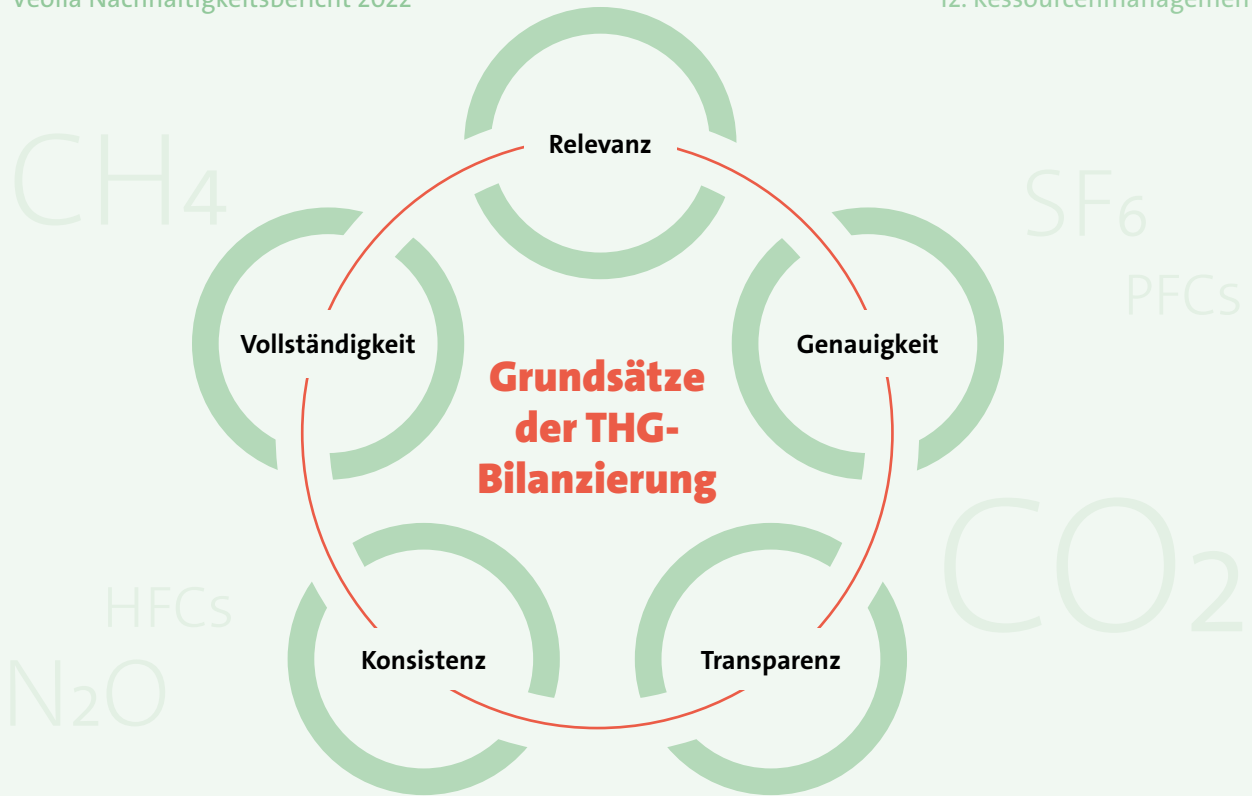 Veolia Nachhaltigkeitsbericht 2022
12. Ressourcenmanagemen
Relevanz
CH4
SF6
PFCs
Vollständigkeit
Genauigkeit
Grundsätze
der THG-
Bilanzierung
CO2
HFCs
N2O
Konsistenz
Transparenz